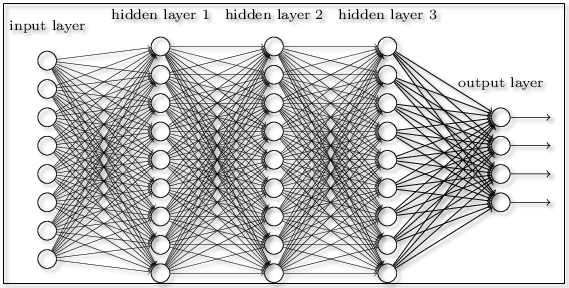 hidden layer 1 hidden layer 2 hidden layer 3
input layer
output layer